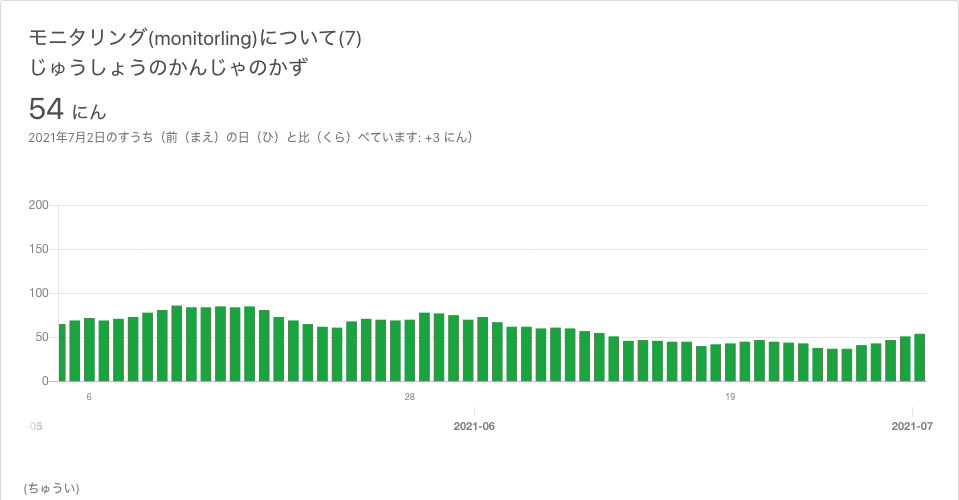 モニタリング(monitorling)について(7)
じゅうしょうのかんじゃのかず
54 にん
2021年7月2日のすうち（前（まえ）の日（ひ）と比（くら）べています: +3 にん）
200
150
100
50
0
6 28 19
-05 2021-06 2021-07
(ちゅうい)